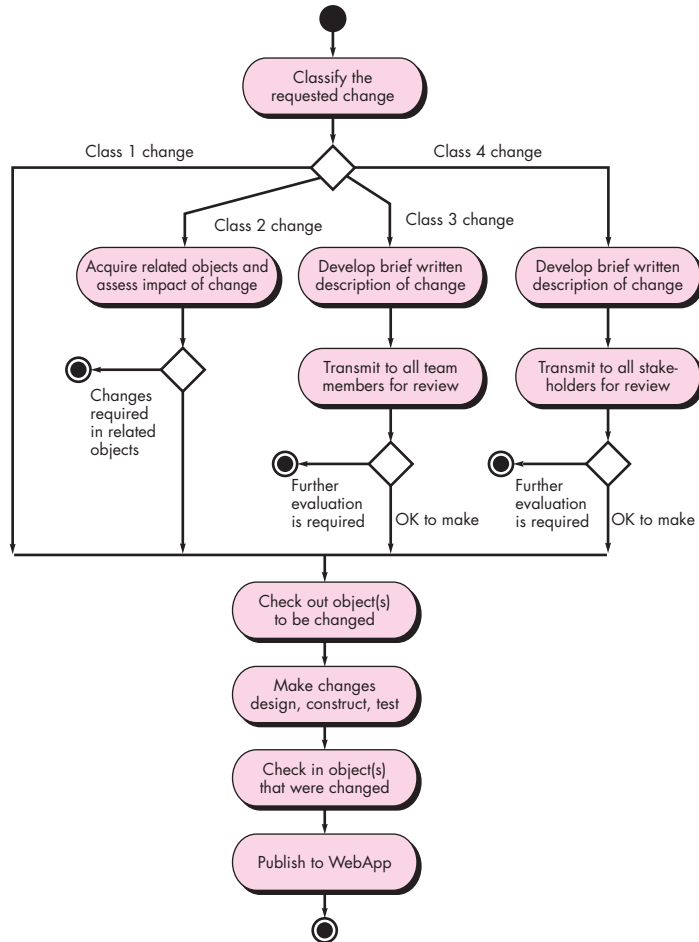 Classify the
requested change
Class 1 change
Class 4 change
Class 2 change
Class 3 change
Acquire related objects and
assess impact of change
Develop brief written
description of change
Develop brief written
description of change
Transmit to all team
members for review
Transmit to all stake-
holders for review
Changes
required
in related
objects
Further
evaluation
is required
OK to make
Further
evaluation
is required
OK to make
Check out object(s)
to be changed
Make changes
design, construct, test
Check in object(s)
that were changed
Publish to WebApp